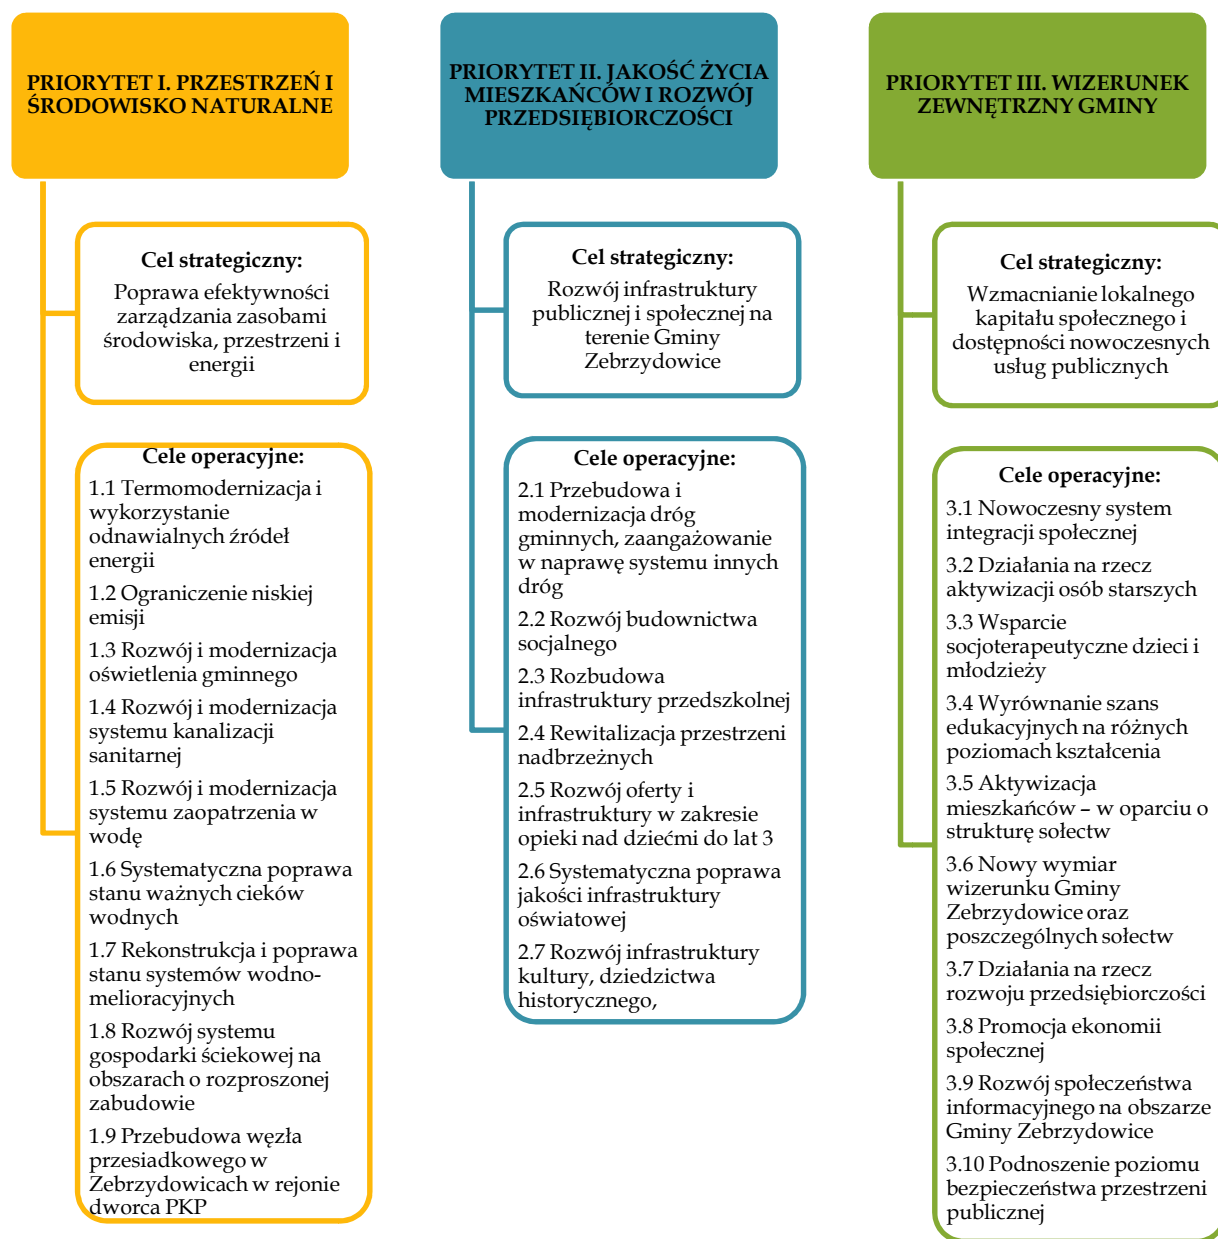 PRIORYTET I. PRZESTRZEŃ I
ŚRODOWISKO NATURALNE
Cel strategiczny:
Poprawa efektywności
zarządzania zasobami
środowiska, przestrzeni i
energii
Cele operacyjne:
1.1 Termomodernizacja i
wykorzystanie
odnawialnych źródeł
energii
1.2 Ograniczenie niskiej
emisji
1.3 Rozwój i modernizacja
oświetlenia gminnego
1.4 Rozwój i modernizacja
systemu kanalizacji
sanitarnej
1.5 Rozwój i modernizacja
systemu zaopatrzenia w
wodę
1.6 Systematyczna poprawa
stanu ważnych cieków
wodnych
1.7 Rekonstrukcja i poprawa
stanu systemów wodno-
melioracyjnych
1.8 Rozwój systemu
gospodarki ściekowej na
obszarach o rozproszonej
zabudowie
1.9 Przebudowa węzła
przesiadkowego w
Zebrzydowicach w rejonie
dworca PKP
PRIORYTET II. JAKOŚĆ ŻYCIA
MIESZKAŃCÓW I ROZWÓJ
PRZEDSIĘBIORCZOŚCI
Cel strategiczny:
Rozwój infrastruktury
publicznej i społecznej na
terenie Gminy
Zebrzydowice
Cele operacyjne:
2.1 Przebudowa i
modernizacja dróg
gminnych, zaangażowanie
w naprawę systemu innych
dróg
2.2 Rozwój budownictwa
socjalnego
2.3 Rozbudowa
infrastruktury przedszkolnej
2.4 Rewitalizacja przestrzeni
nadbrzeżnych
2.5 Rozwój oferty i
infrastruktury w zakresie
opieki nad dziećmi do lat 3
2.6 Systematyczna poprawa
jakości infrastruktury
oświatowej
2.7 Rozwój infrastruktury
kultury, dziedzictwa
historycznego,
PRIORYTET III. WIZERUNEK
ZEWNĘTRZNY GMINY
Cel strategiczny:
Wzmacnianie lokalnego
kapitału społecznego i
dostępności nowoczesnych
usług publicznych
Cele operacyjne:
3.1 Nowoczesny system
integracji społecznej
3.2 Działania na rzecz
aktywizacji osób starszych
3.3 Wsparcie
socjoterapeutyczne dzieci i
młodzieży
3.4 Wyrównanie szans
edukacyjnych na różnych
poziomach kształcenia
3.5 Aktywizacja
mieszkańców – w oparciu o
strukturę sołectw
3.6 Nowy wymiar
wizerunku Gminy
Zebrzydowice oraz
poszczególnych sołectw
3.7 Działania na rzecz
rozwoju przedsiębiorczości
3.8 Promocja ekonomii
społecznej
3.9 Rozwój społeczeństwa
informacyjnego na obszarze
Gminy Zebrzydowice
3.10 Podnoszenie poziomu
bezpieczeństwa przestrzeni
publicznej